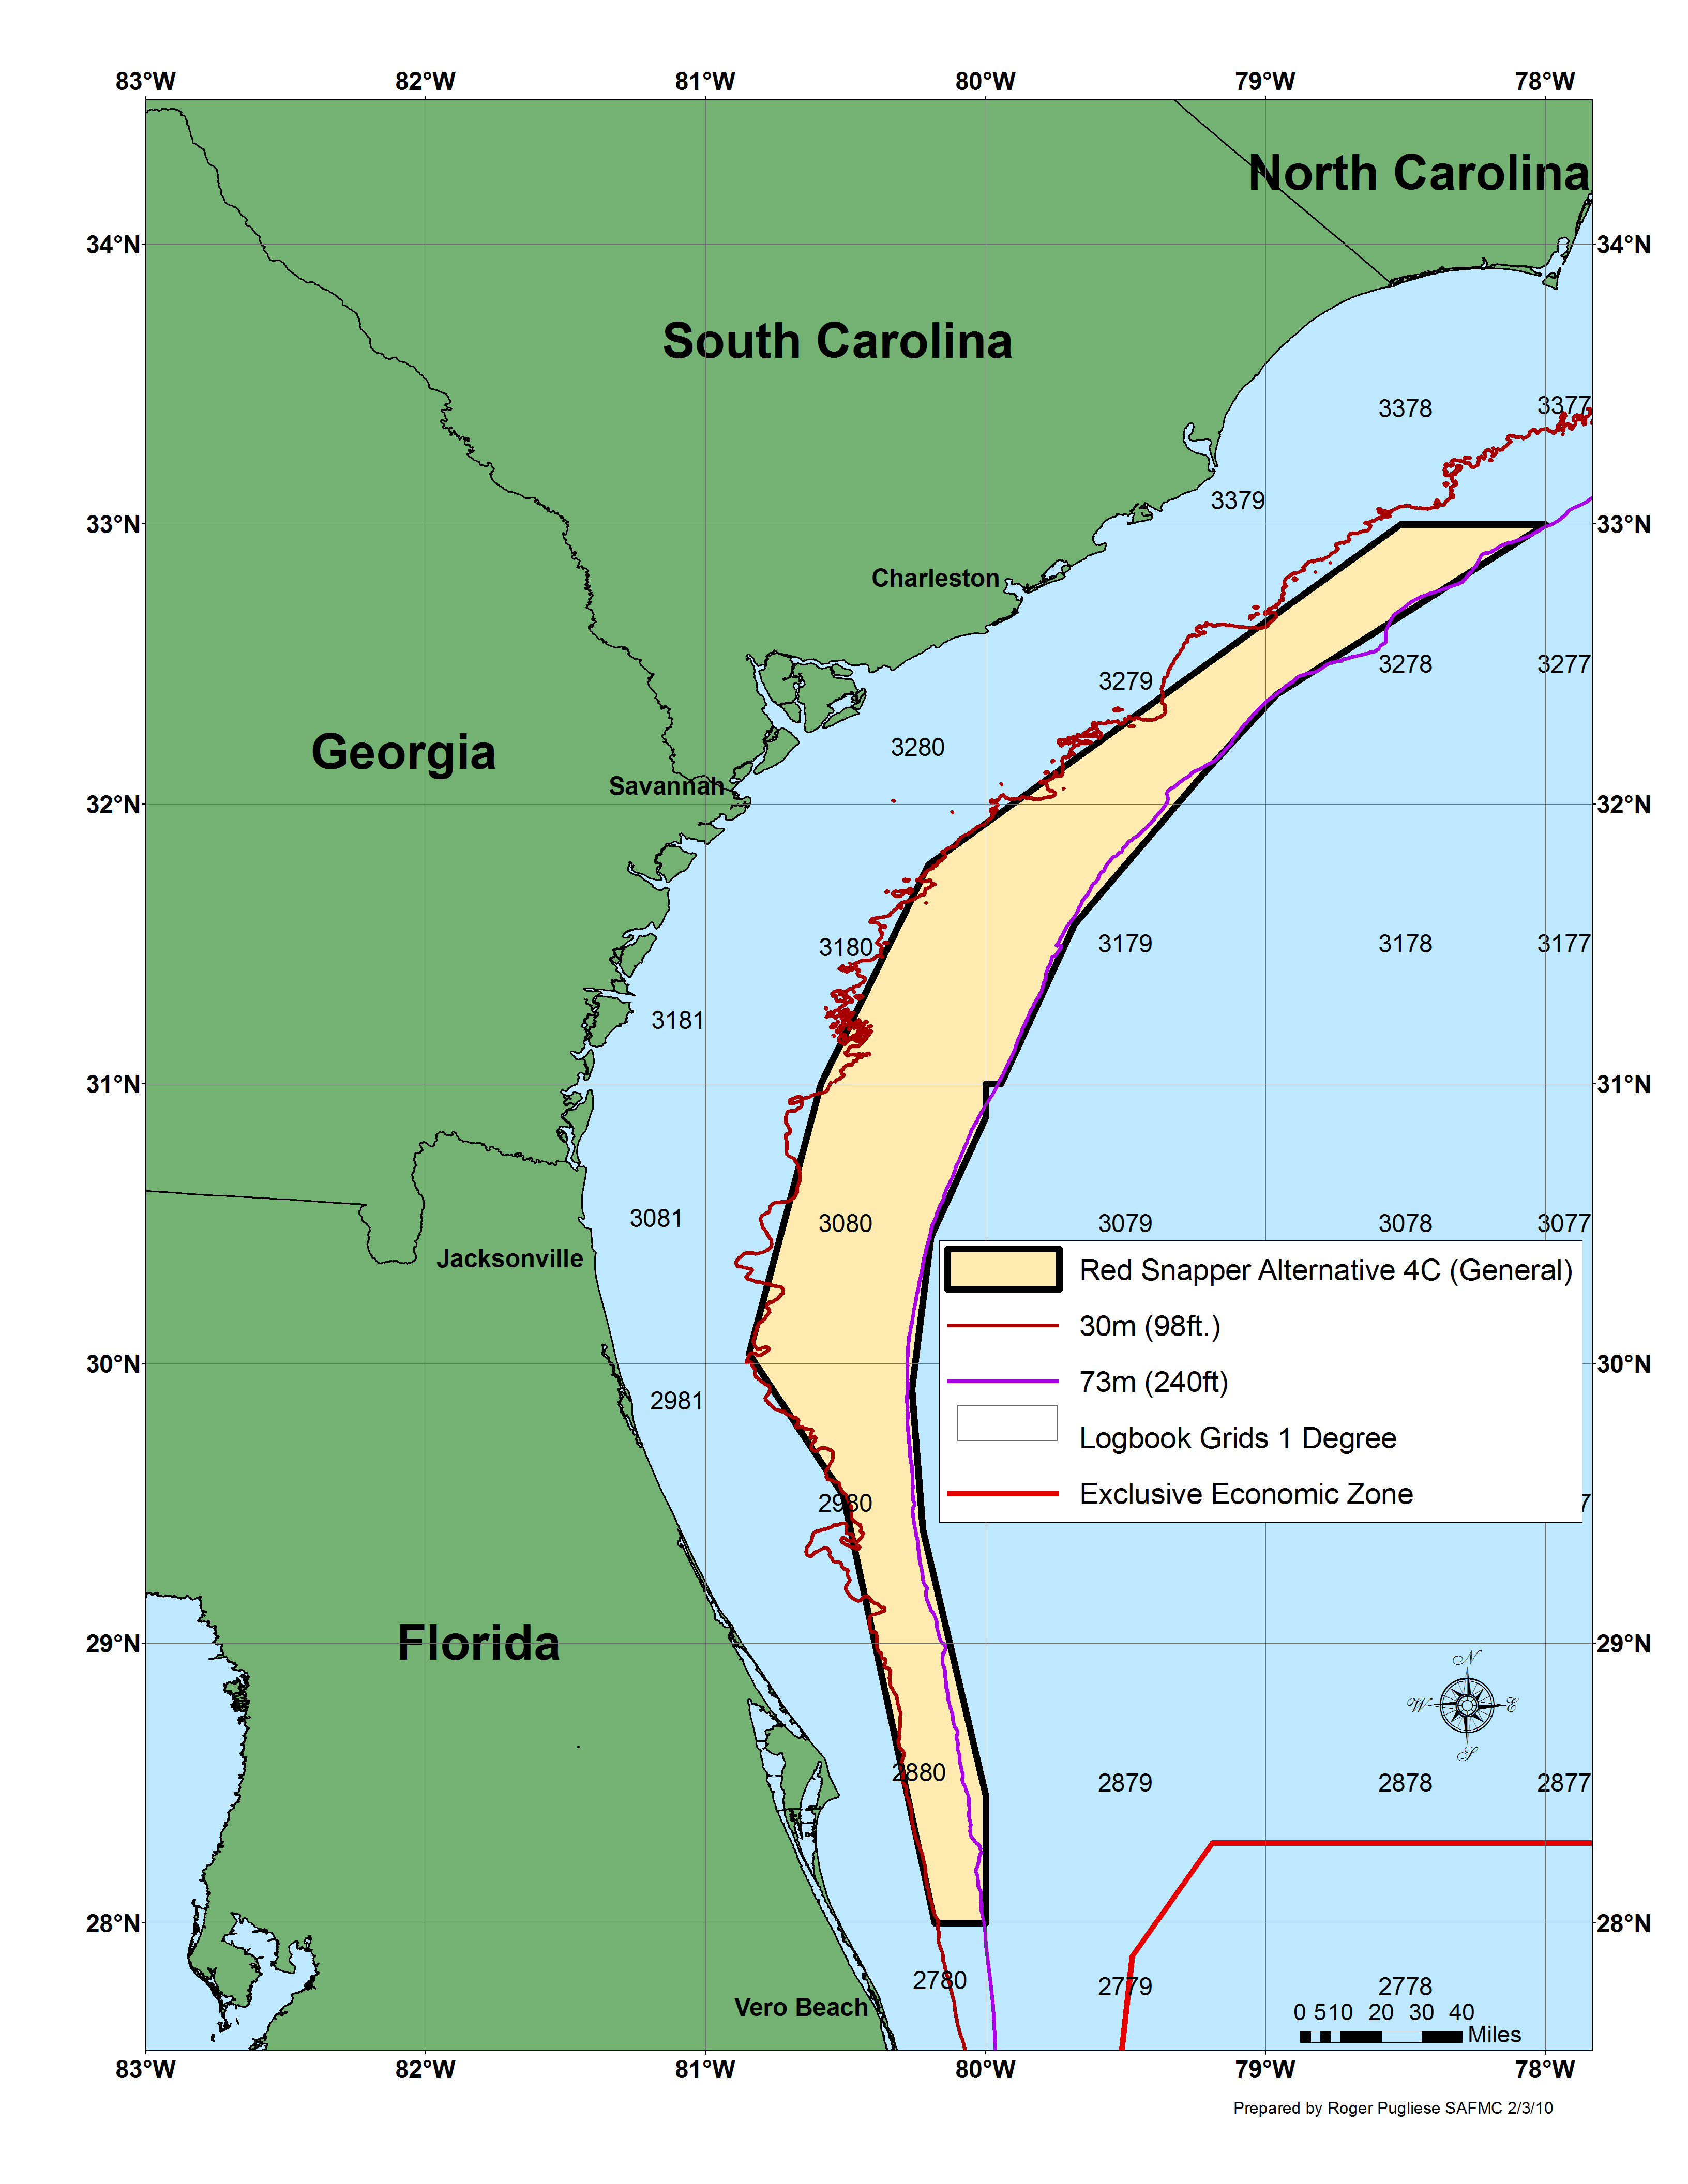 83°W 82°W 81°W 80°W 79°W 78°W
North Carolina
34°N 34°N
South Carolina
3378 3377
3379
33°N 33°N
Charleston
3279 3278 3277
Georgia 3280
Savannah
32°N 32°N
3180 3179 3178 3177
3181
31°N 31°N
3081 3080 3079 3078 3077
Jacksonville
Red Snapper Alternative 4C (General)
30m (98ft.)
30°N 30°N
73m (240ft)
2981
Logbook Grids 1 Degree
2980
Exclusive Economic Zone
7
Florida
29°N 29°N
N
W E
S
2880 2879 2878 2877
28°N 28°N
2780 2779 2778
Vero Beach
0 5 10 20 30 40
Miles
83°W 82°W 81°W 80°W 79°W 78°W
Prepared by Roger Pugliese SAFMC 2/3/10